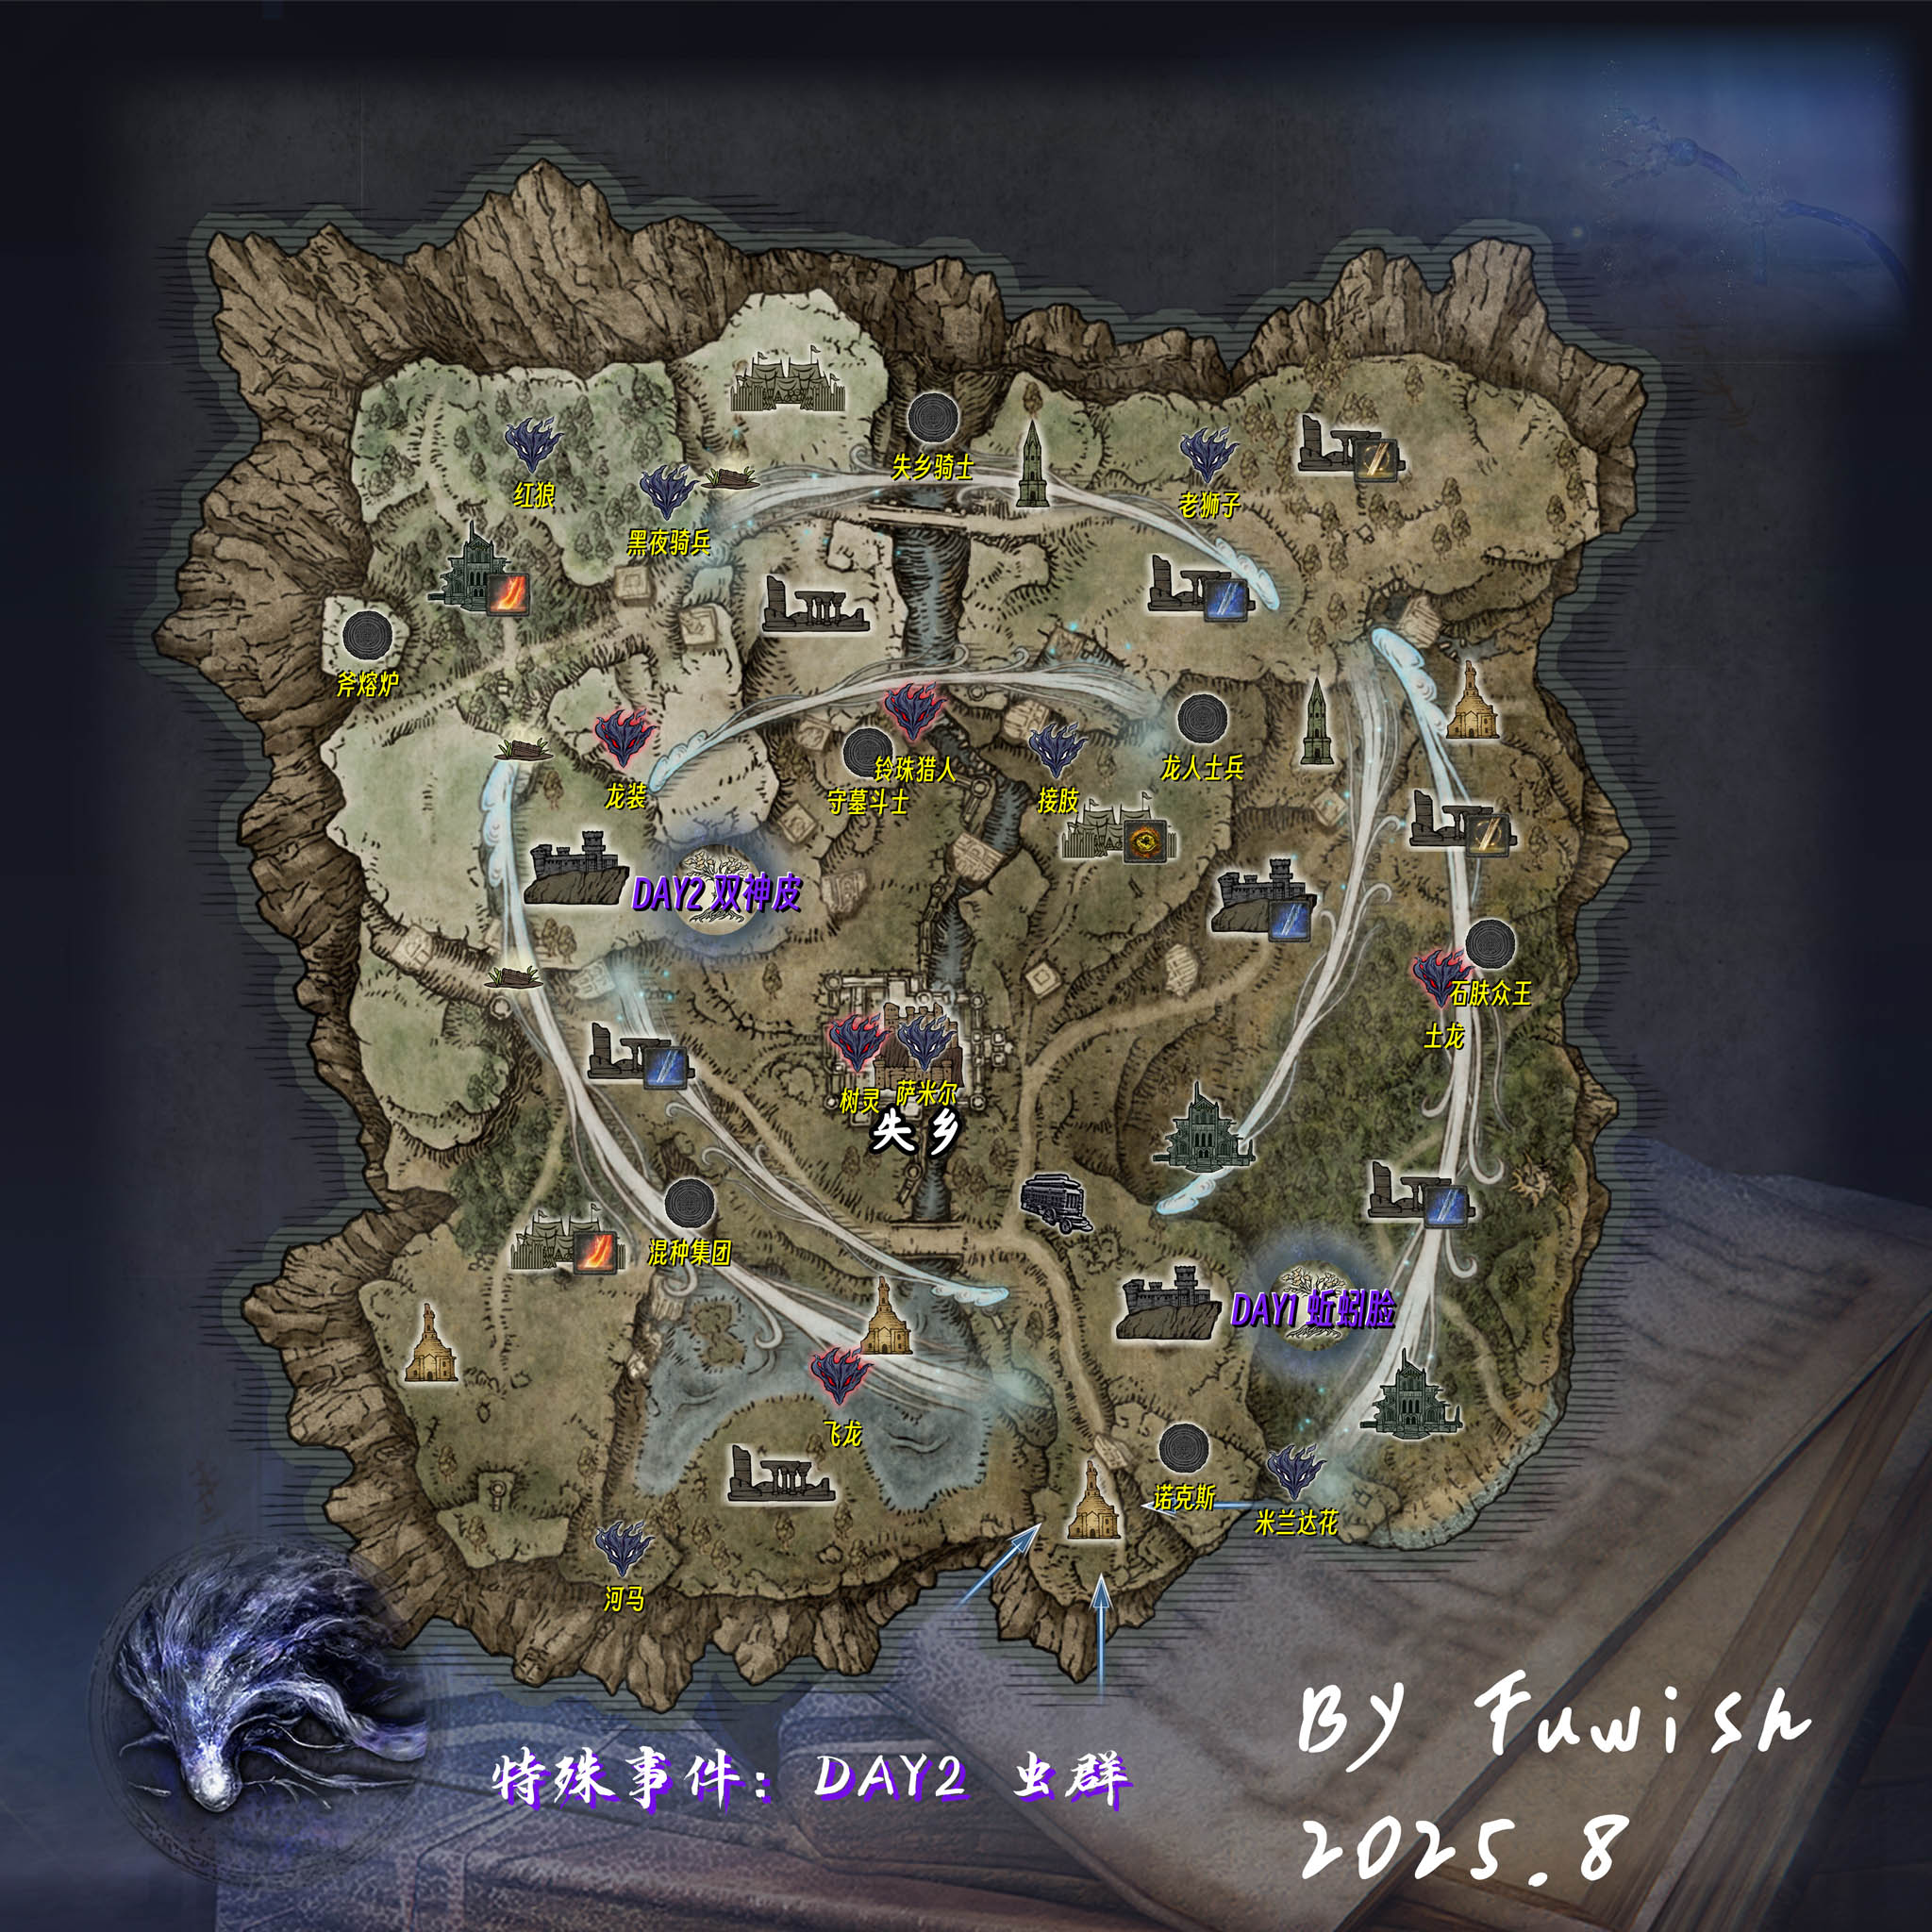 失乡骑士
红狼
老狮子
黑夜骑兵
斧熔炉
铃珠猎人
龙人士兵
龙装
守墓斗士
接肢
DAY2 双神皮
石肤众王
土龙
树灵
萨米尔
失乡
混种集团
DAY1 蚯蚓脸
飞龙
诺克斯
米兰达花
河马
特殊事件：DAY2 虫群
BY Fuwish
2025.8